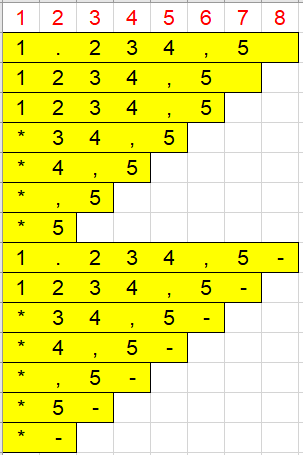 1 2 3 4 5 6 7 8
1 . 2 3 4 , 5
1 2 3 4 , 5
1 2 3 4 , 5
* 3 4 , 5
* 4 , 5
* , 5
* 5
1 . 2 3 4 , 5 -
1 2 3 4 , 5 -
* 3 4 , 5 -
* 4 , 5 -
* , 5 -
* 5 -
* -